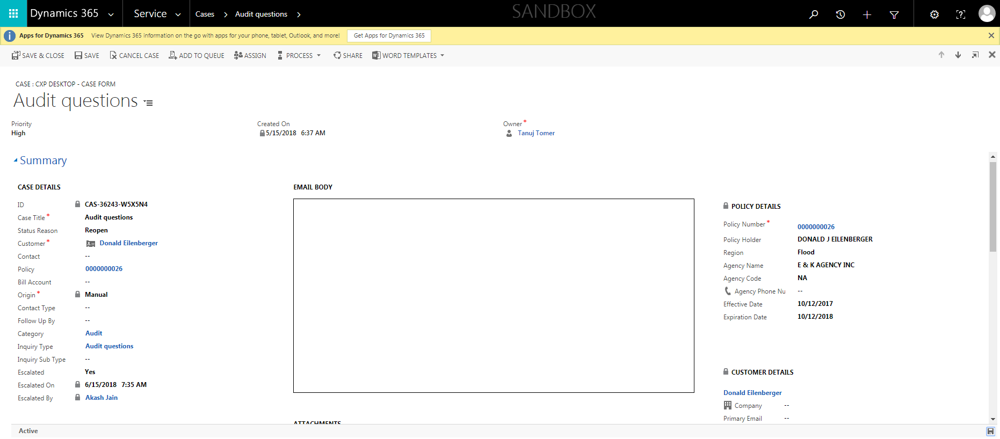 Dynamics 365 Service Cases Audit questions SANDBOX
Apps for Dynamics 365 View Dynamics 365 information on the go with apps for your phone, tablet, Outlook, and more! Get Apps for Dynamics 365
SAVE & CLOSE SAVE CANCEL CASE ADD TO QUEUE ASSIGN PROCESS SHARE WORD TEMPLATES
CASE : CXP DESKTOP - CASE FORM
Audit questions
Priority Created On Owner*
High 5/15/2018 6:37 AM Tanuj Tomer
Summary
CASE DETAILS
ID CAS-36243-W5X5N4
Case Title* Audit questions
Status Reason Reopen
Customer* Donald Eilenberger
Contact --
Policy 0000000026
Bill Account --
Origin* Manual
Contact Type --
Follow Up By --
Category Audit
Inquiry Type Audit questions
Inquiry Sub Type --
Escalated Yes
Escalated On 6/15/2018 7:35 AM
Escalated By Akash Jain
EMAIL BODY
ATTACHMENTS
POLICY DETAILS
Policy Number* 0000000026
Policy Holder DONALD J EILENBERGER
Region Flood
Agency Name E & K AGENCY INC
Agency Code NA
Agency Phone Nu --
Effective Date 10/12/2017
Expiration Date 10/12/2018
CUSTOMER DETAILS
Donald Eilenberger
Company --
Primary Email --
Active